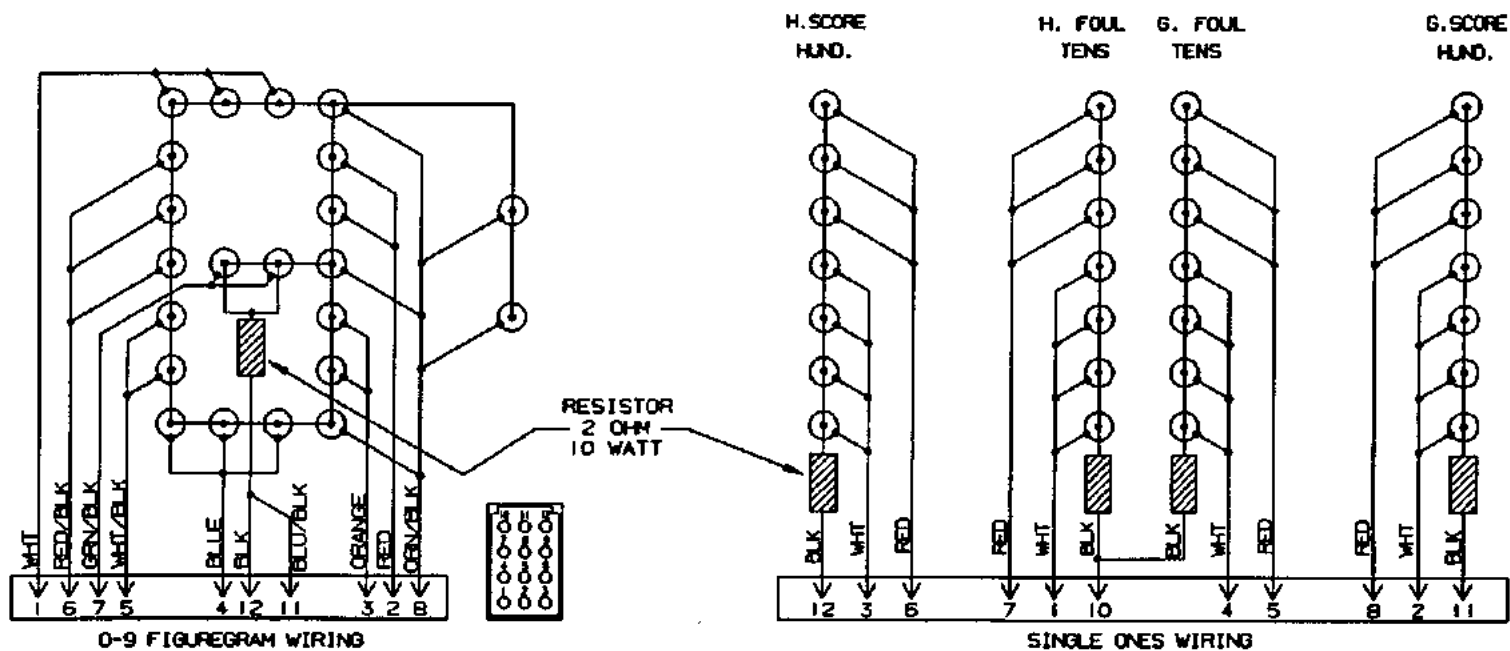 H.SCORE HUND.
H. FOUL TENS
G. FOUL TENS
G.SCORE HUND.
RESISTOR
2 OHM
10 WATT
WHT
RED/BLK
GRN/BLK
WHT/BLK
BLUE
BLK
BLU/BLK
ORANGE
RED
ORN/BLK
1 6 7 5 4 12 11 3 2 8
0-9 FIGUREGRAM WIRING
BLK
WHT
RED
RED
WHT
BLK
BLK
WHT
RED
RED
WHT
BLK
12 3 6 7 1 10 4 5 8 2 11
SINGLE ONES WIRING